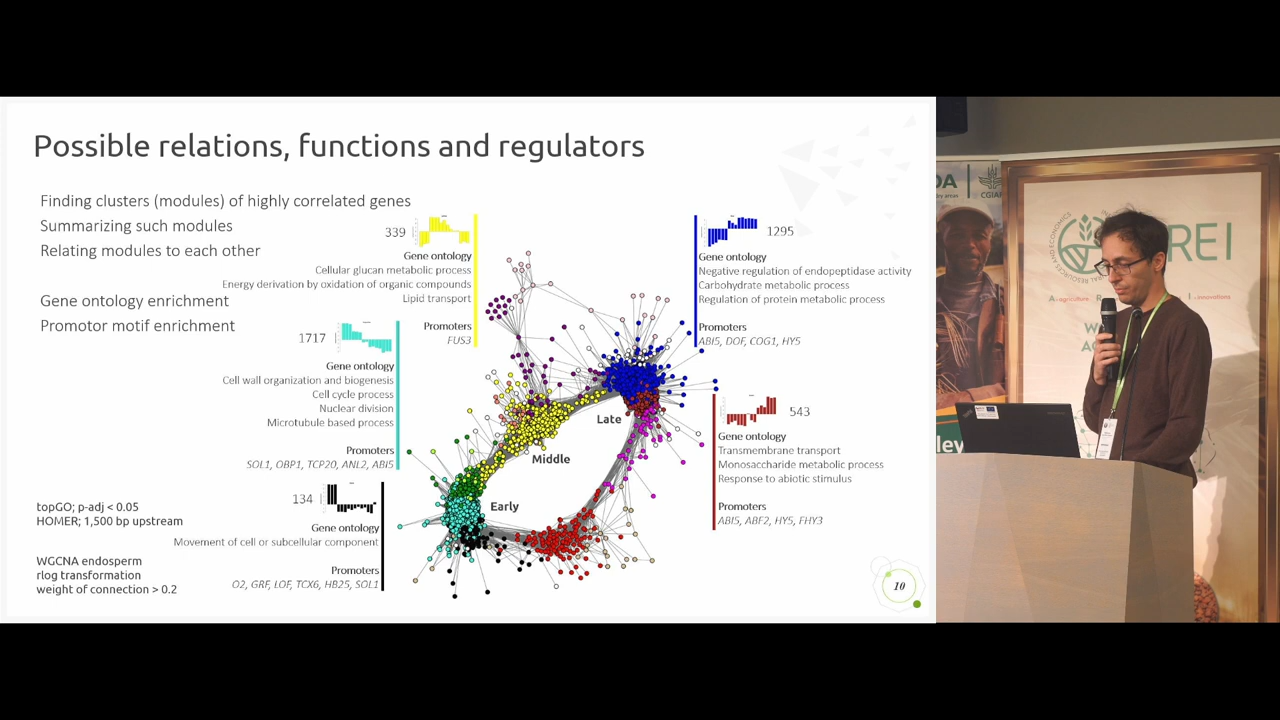 Possible relations, functions and regulators
Finding clusters (modules) of highly correlated genes
Summarizing such modules
Relating modules to each other
Gene ontology enrichment
Promotor motif enrichment
339
Gene ontology
Cellular glucan metabolic process
Energy derivation by oxidation of organic compounds
Lipid transport
Promoters
FUS3
1717
Gene ontology
Cell wall organization and biogenesis
Cell cycle process
Nuclear division
Microtubule based process
Promoters
SOL1, OBP1, TCP20, ANL2, ABI5
134
Gene ontology
Movement of cell or subcellular component
Promoters
O2, GRF, LOF, TCX6, HB25, SOL1
topGO; p-adj < 0.05
HOMER; 1,500 bp upstream
WGCNA endosperm
rlog transformation
weight of connection > 0.2
Late
Middle
Early
1295
Gene ontology
Negative regulation of endopeptidase activity
Carbohydrate metabolic process
Regulation of protein metabolic process
Promoters
ABI5, DOF, COG1, HY5
543
Gene ontology
Transmembrane transport
Monosaccharide metabolic process
Response to abiotic stimulus
Promoters
ABI5, ABF2, HY5, FHY3
10
DA
CGIAR
REI
ley